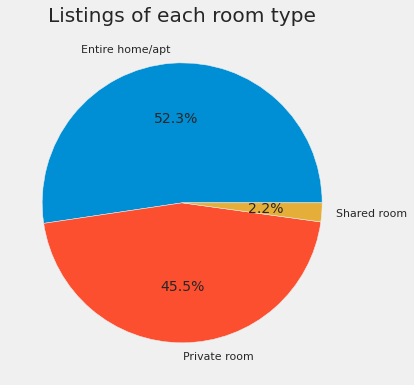 Listings of each room type
Entire home/apt
52.3%
2.2%
Shared room
45.5%
Private room